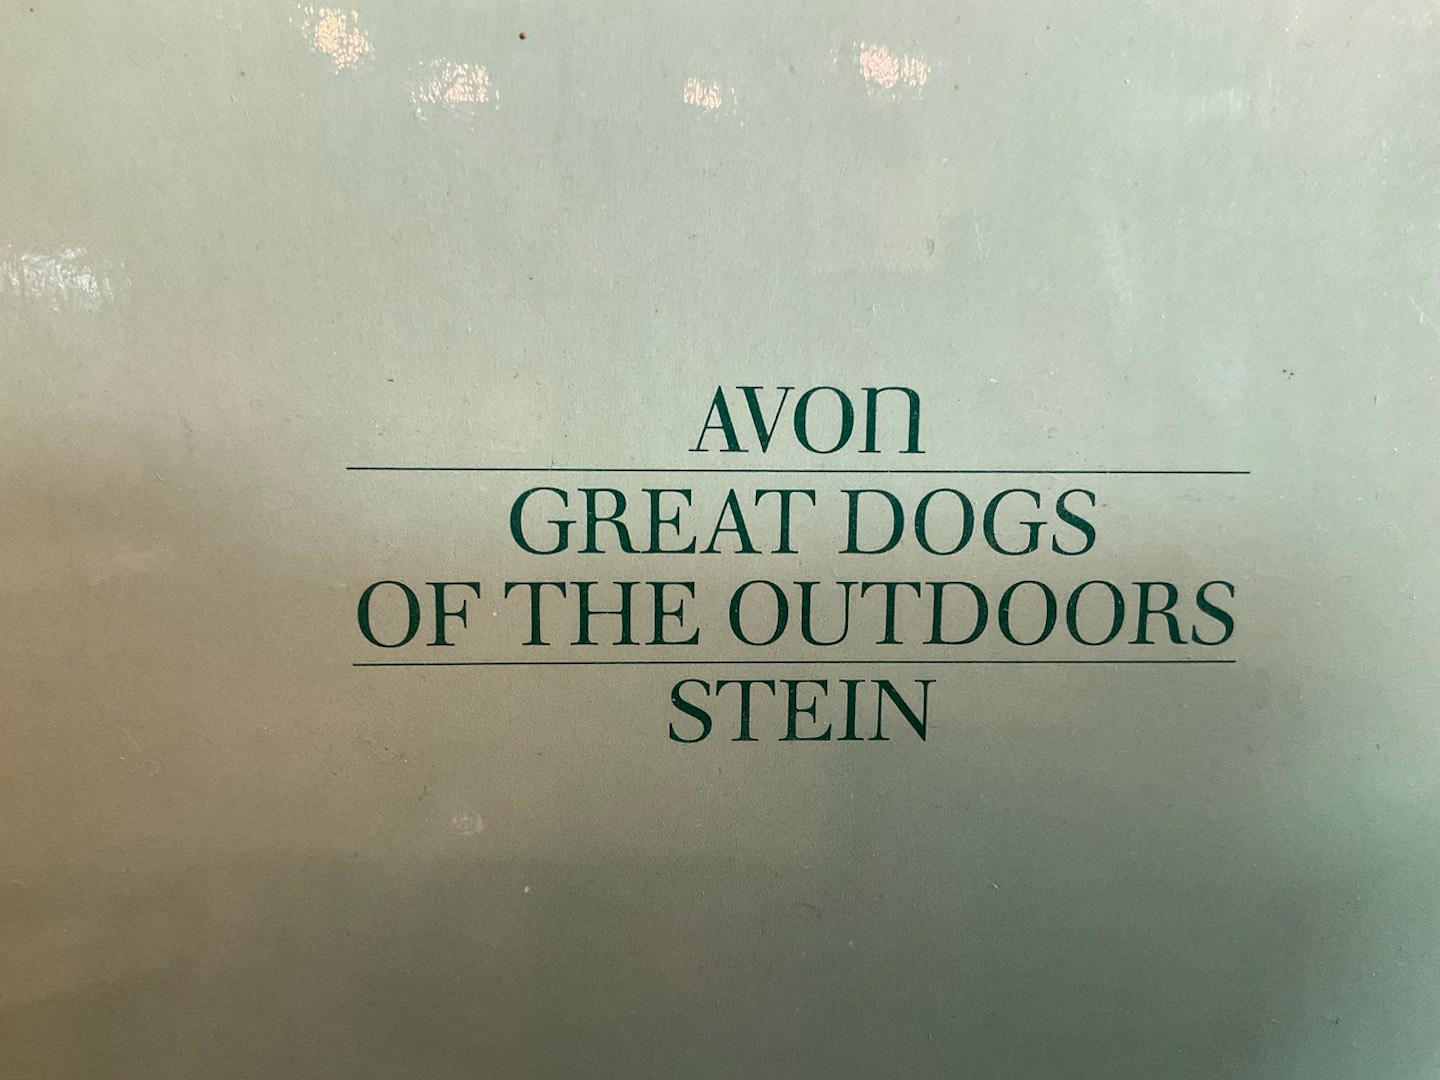 AVON
GREAT DOGS
OF THE OUTDOORS
STEIN